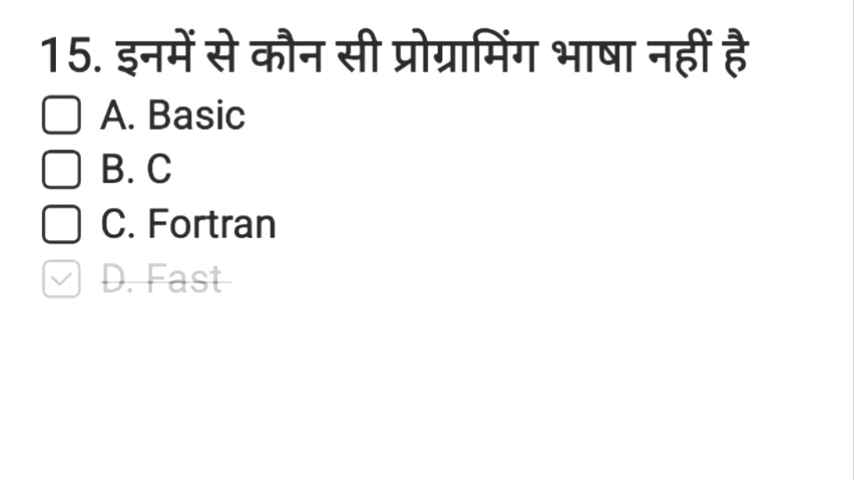 15. इनमें से कौन सी प्रोग्रामिंग भाषा नहीं है
A. Basic
B. C
C. Fortran
D. Fast